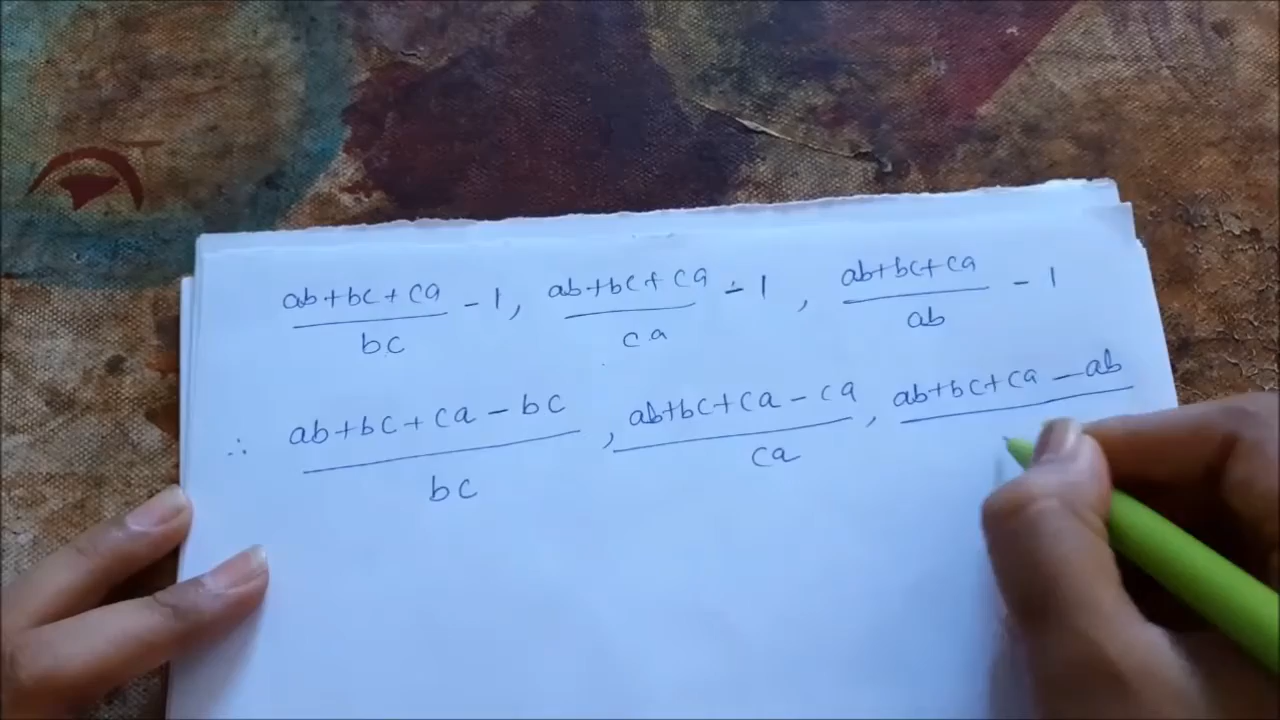 ab+bc+ca/bc - 1, ab+bc+ca/ca - 1, ab+bc+ca/ab - 1
∴ ab+bc+ca-bc/bc, ab+bc+ca-ca/ca, ab+bc+ca-ab/